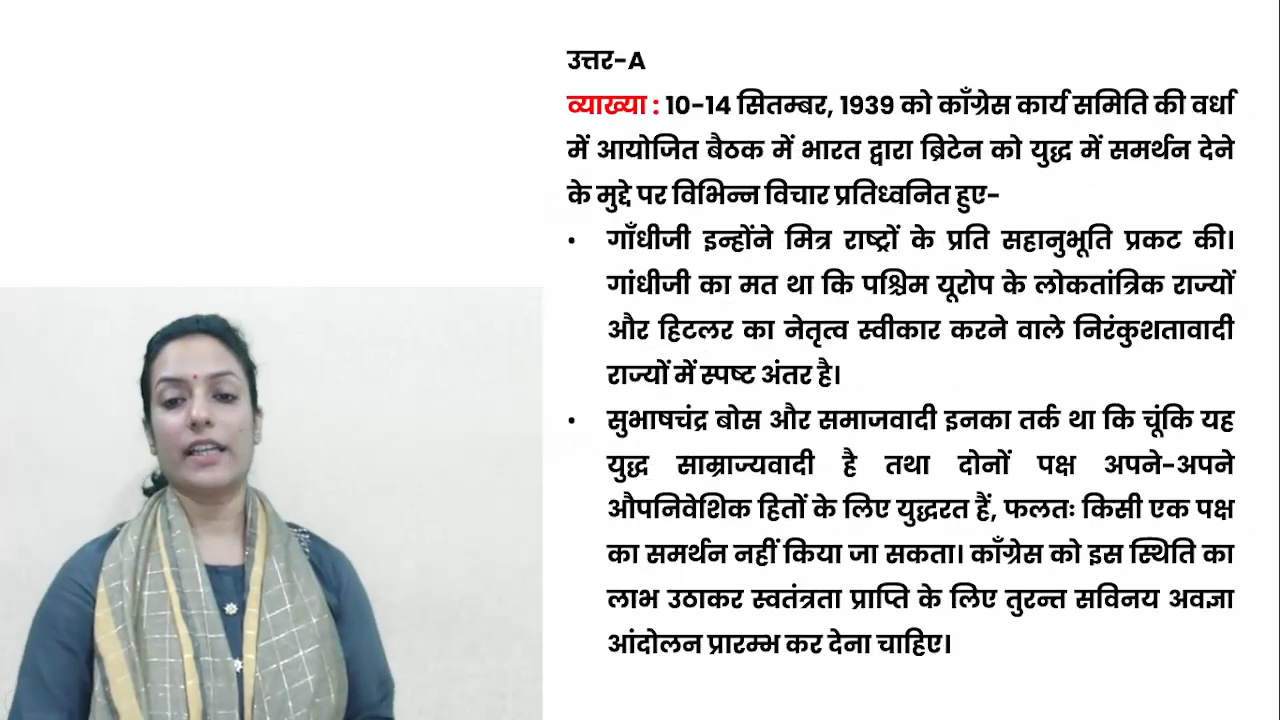 उत्तर-A
व्याख्या : 10-14 सितम्बर, 1939 को काँग्रेस कार्य समिति की वर्धा
में आयोजित बैठक में भारत द्वारा ब्रिटेन को युद्ध में समर्थन देने
के मुद्दे पर विभिन्न विचार प्रतिध्वनित हुए-
• गाँधीजी इन्होंने मित्र राष्ट्रों के प्रति सहानुभूति प्रकट की।
गांधीजी का मत था कि पश्चिम यूरोप के लोकतांत्रिक राज्यों
और हिटलर का नेतृत्व स्वीकार करने वाले निरंकुशतावादी
राज्यों में स्पष्ट अंतर है।
• सुभाषचंद्र बोस और समाजवादी इनका तर्क था कि चूंकि यह
युद्ध साम्राज्यवादी है तथा दोनों पक्ष अपने-अपने
औपनिवेशिक हितों के लिए युद्धरत हैं, फलतः किसी एक पक्ष
का समर्थन नहीं किया जा सकता। काँग्रेस को इस स्थिति का
लाभ उठाकर स्वतंत्रता प्राप्ति के लिए तुरन्त सविनय अवज्ञा
आंदोलन प्रारम्भ कर देना चाहिए।